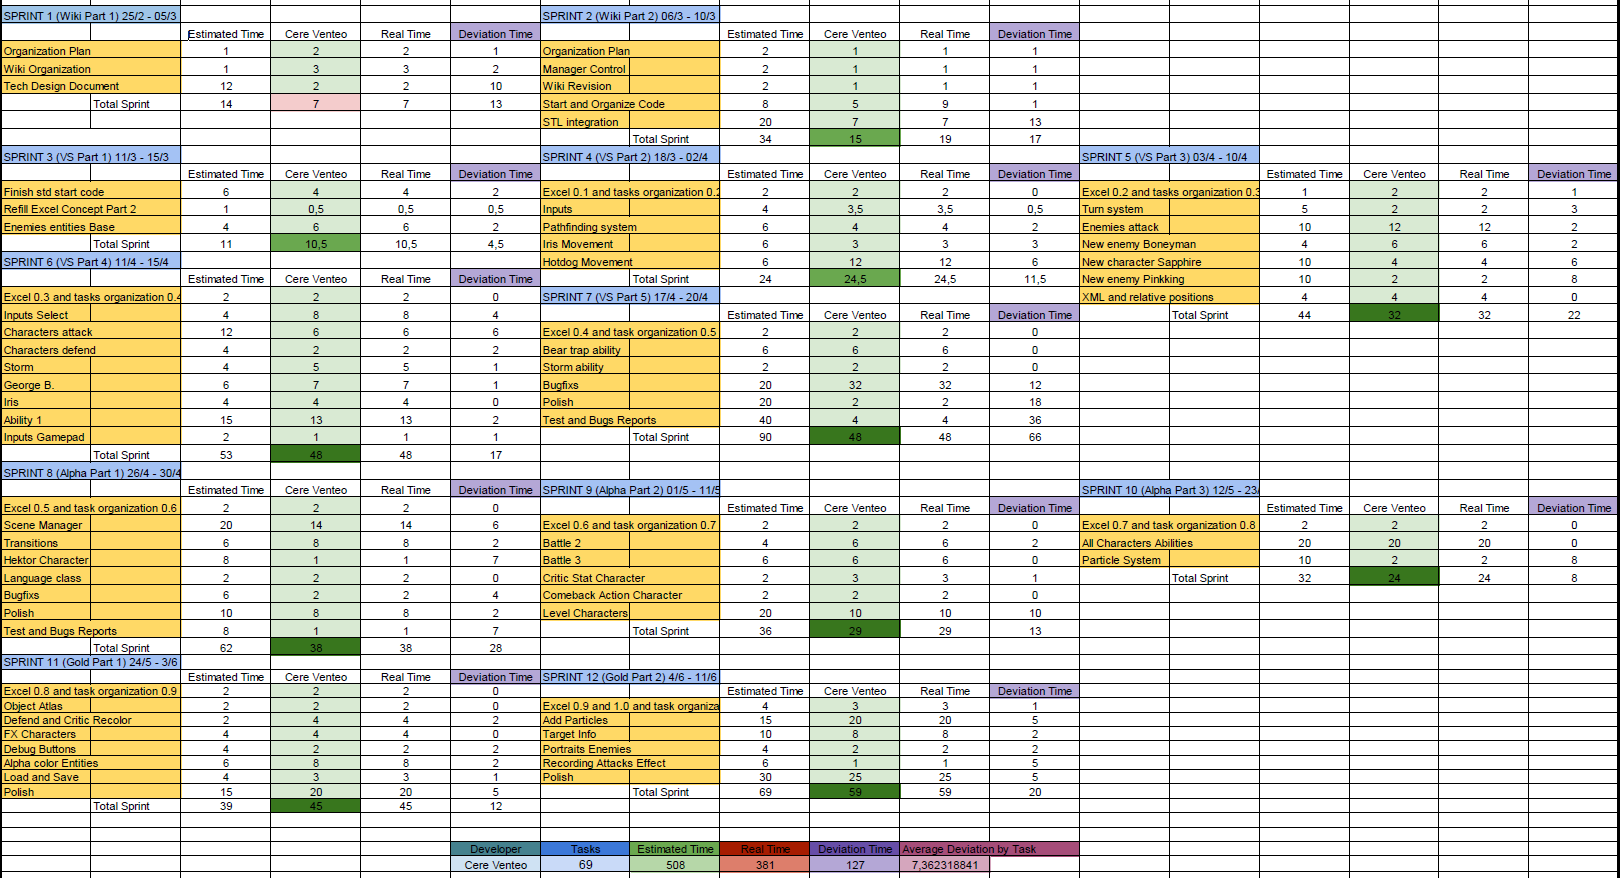 SPRINT 1 (Wiki Part 1) 25/2 - 05/3 SPRINT 2 (Wiki Part 2) 06/3 - 10/3
Estimated Time Cere Venteo Real Time Deviation Time Estimated Time Cere Venteo Real Time Deviation Time
Organization Plan 1 2 2 1 Organization Plan 2 1 1 1
Wiki Organization 1 3 3 2 Manager Control 2 1 1 1
Tech Design Document 12 2 2 10 Wiki Revision 2 1 1 1
Total Sprint 14 7 7 13 Start and Organize Code 8 5 9 1
STL integration 20 7 7 13
Total Sprint 34 15 19 17
SPRINT 3 (VS Part 1) 11/3 - 15/3 SPRINT 4 (VS Part 2) 18/3 - 02/4 SPRINT 5 (VS Part 3) 03/4 - 10/4
Estimated Time Cere Venteo Real Time Deviation Time Estimated Time Cere Venteo Real Time Deviation Time Estimated Time Cere Venteo Real Time Deviation Time
Finish std start code 6 4 4 2 Excel 0.1 and tasks organization 0.2 2 2 2 0 Excel 0.2 and tasks organization 0.3 1 2 2 1
Refill Excel Concept Part 2 1 0,5 0,5 0,5 Inputs 4 3,5 3,5 0,5 Turn system 5 2 2 3
Enemies entities Base 4 6 6 2 Pathfinding system 6 4 4 2 Enemies attack 10 12 12 2
Total Sprint 11 10,5 10,5 4,5 Iris Movement 6 3 3 3 New enemy Boneyman 4 6 6 2
SPRINT 6 (VS Part 4) 11/4 - 15/4 Hotdog Movement 6 12 12 6 New character Sapphire 10 4 4 6
Estimated Time Cere Venteo Real Time Deviation Time Total Sprint 24 24,5 24,5 11,5 New enemy Pinkking 10 2 2 8
Excel 0.3 and tasks organization 0.4 2 2 2 0 SPRINT 7 (VS Part 5) 17/4 - 20/4 XML and relative positions 4 4 4 0
Inputs Select 4 8 8 4 Estimated Time Cere Venteo Real Time Deviation Time Total Sprint 44 32 32 22
Characters attack 12 6 6 6 Excel 0.4 and task organization 0.5 2 2 2 0
Characters defend 4 2 2 2 Bear trap ability 6 6 6 0
Storm 4 5 5 1 Storm ability 2 2 2 0
George B. 6 7 7 1 Bugfixs 20 32 32 12
Iris 4 4 4 0 Polish 20 2 2 18
Ability 1 15 13 13 2 Test and Bugs Reports 40 4 4 36
Inputs Gamepad 2 1 1 1 Total Sprint 90 48 48 66
Total Sprint 53 48 48 17
SPRINT 8 (Alpha Part 1) 26/4 - 30/4
Estimated Time Cere Venteo Real Time Deviation Time SPRINT 9 (Alpha Part 2) 01/5 - 11/5 SPRINT 10 (Alpha Part 3) 12/5 - 23/
Excel 0.5 and task organization 0.6 2 2 2 0 Estimated Time Cere Venteo Real Time Deviation Time Estimated Time Cere Venteo Real Time Deviation Time
Scene Manager 20 14 14 6 Excel 0.6 and task organization 0.7 2 2 2 0 Excel 0.7 and task organization 0.8 2 2 2 0
Transitions 6 8 8 2 Battle 2 4 6 6 2 All Characters Abilities 20 20 20 0
Hektor Character 8 1 1 7 Battle 3 6 6 6 0 Particle System 10 2 2 8
Language class 2 2 2 0 Critic Stat Character 2 3 3 1 Total Sprint 32 24 24 8
Bugfixs 6 2 2 4 Comeback Action Character 2 2 2 0
Polish 10 8 8 2 Level Characters 20 10 10 10
Test and Bugs Reports 8 1 1 7 Total Sprint 36 29 29 13
Total Sprint 62 38 38 28
SPRINT 11 (Gold Part 1) 24/5 - 3/6
Estimated Time Cere Venteo Real Time Deviation Time SPRINT 12 (Gold Part 2) 4/6 - 11/6
Excel 0.8 and task organization 0.9 2 2 2 0 Estimated Time Cere Venteo Real Time Deviation Time
Object Atlas 2 2 2 0 Excel 0.9 and 1.0 and task organiza 4 3 3 1
Defend and Critic Recolor 2 4 4 2 Add Particles 15 20 20 5
FX Characters 4 4 4 0 Target Info 10 8 8 2
Debug Buttons 4 2 2 2 Portraits Enemies 4 2 2 2
Alpha color Entities 6 8 8 2 Recording Attacks Effect 6 1 1 5
Load and Save 4 3 3 1 Polish 30 25 25 5
Polish 15 20 20 5 Total Sprint 69 59 59 20
Total Sprint 39 45 45 12
Developer Tasks Estimated Time Real Time Deviation Time Average Deviation by Task
Cere Venteo 69 508 381 127 7,362318841